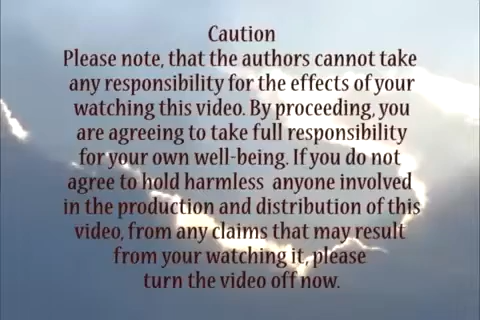 Caution
Please note, that the authors cannot take
any responsibility for the effects of your
watching this video. By proceeding, you
are agreeing to take full responsibility
for your own well-being. If you do not
agree to hold harmless anyone involved
in the production and distribution of this
video, from any claims that may result
from your watching it, please
turn the video off now.